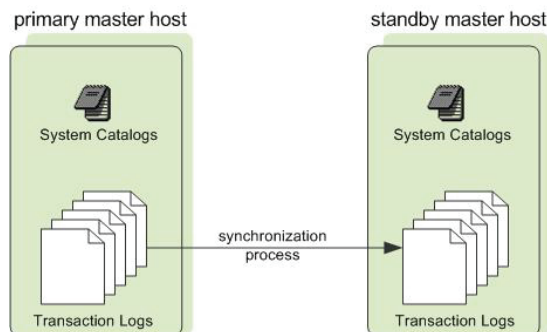 primary master host
standby master host
System Catalogs
System Catalogs
synchronization
process
Transaction Logs
Transaction Logs